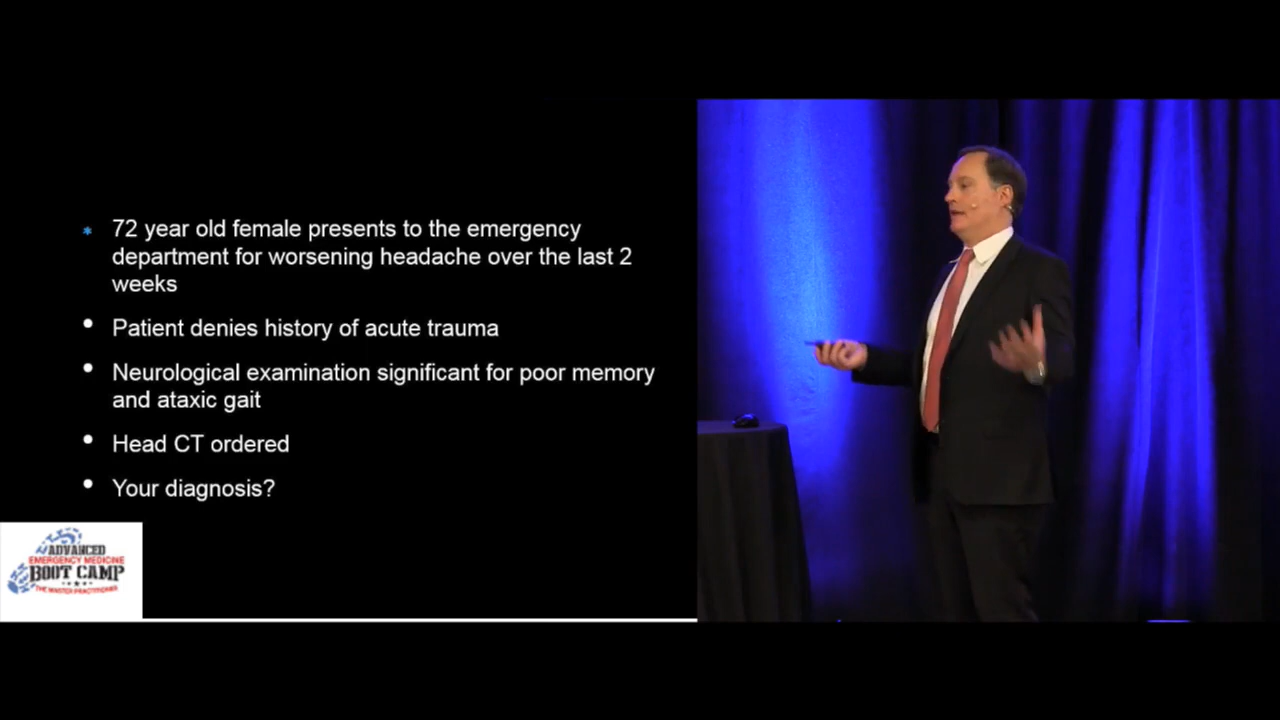 72 year old female presents to the emergency
department for worsening headache over the last 2
weeks
Patient denies history of acute trauma
Neurological examination significant for poor memory
and ataxic gait
Head CT ordered
Your diagnosis?
ADVANCED
EMERGENCY MEDICINE
BOOT CAMP
THE MASTER PRACTITIONER